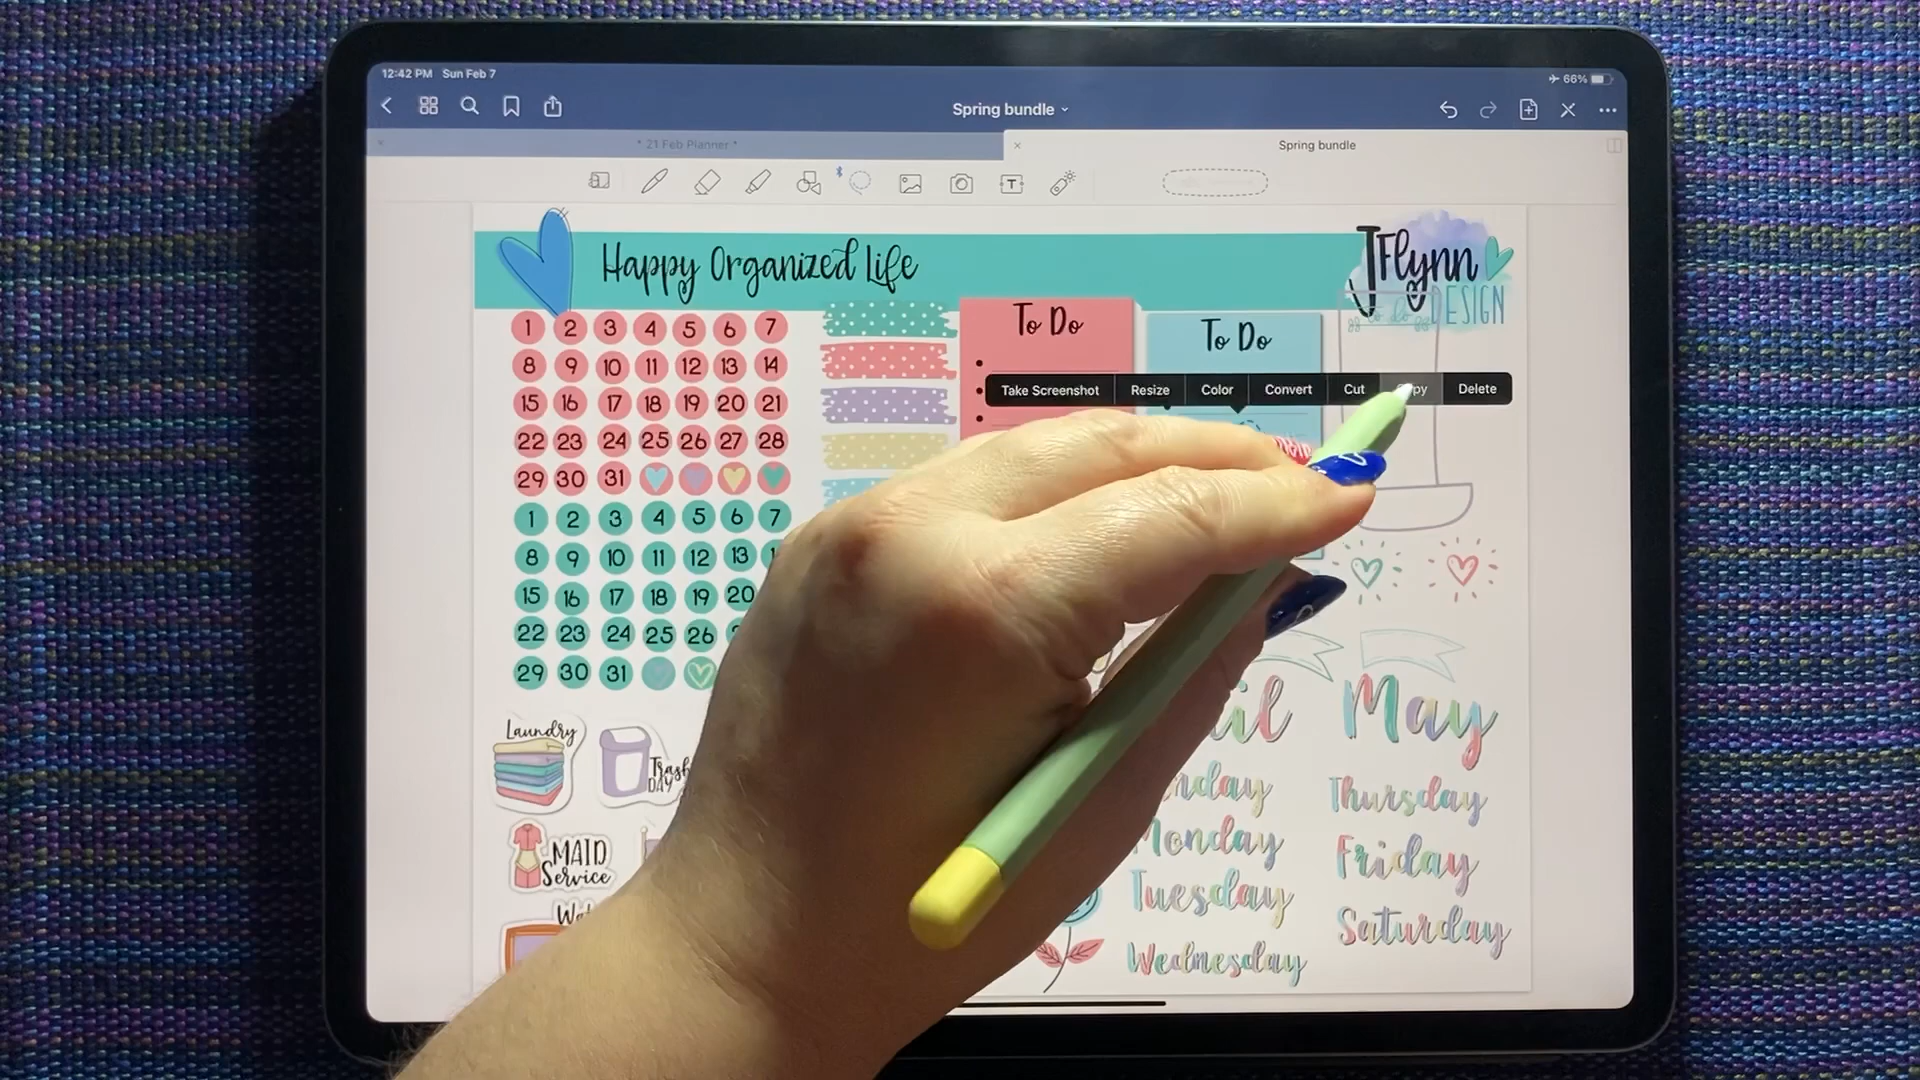 12:42 PM Sun Feb 7
66%
Spring bundle
* 21 Feb Planner *
Spring bundle
T
Happy Organized Life
JFlynn
DESIGN
to do
To Do
To Do
Take Screenshot Resize Color Convert Cut Copy Delete
1 2 3 4 5 6 7
8 9 10 11 12 13 14
15 16 17 18 19 20 21
22 23 24 25 26 27 28
29 30 31
1 2 3 4 5 6 7
8 9 10 11 12 13
15 16 17 18 19 20
22 23 24 25 26
29 30 31
May
Laundry
Trash
DAY
MAID
Service
Thursday
Monday
Friday
Tuesday
Saturday
Wednesday